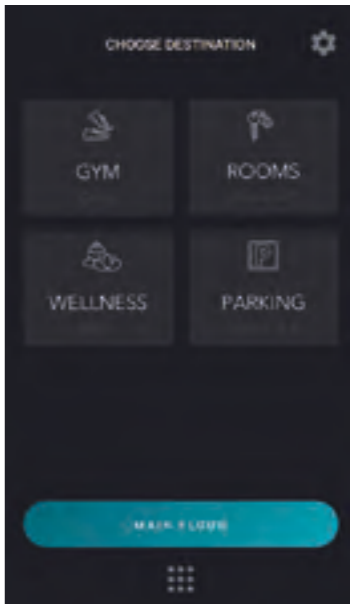 CHOOSE DESTINATION
GYM
ROOMS
WELLNESS
PARKING
MAIN FLOOR